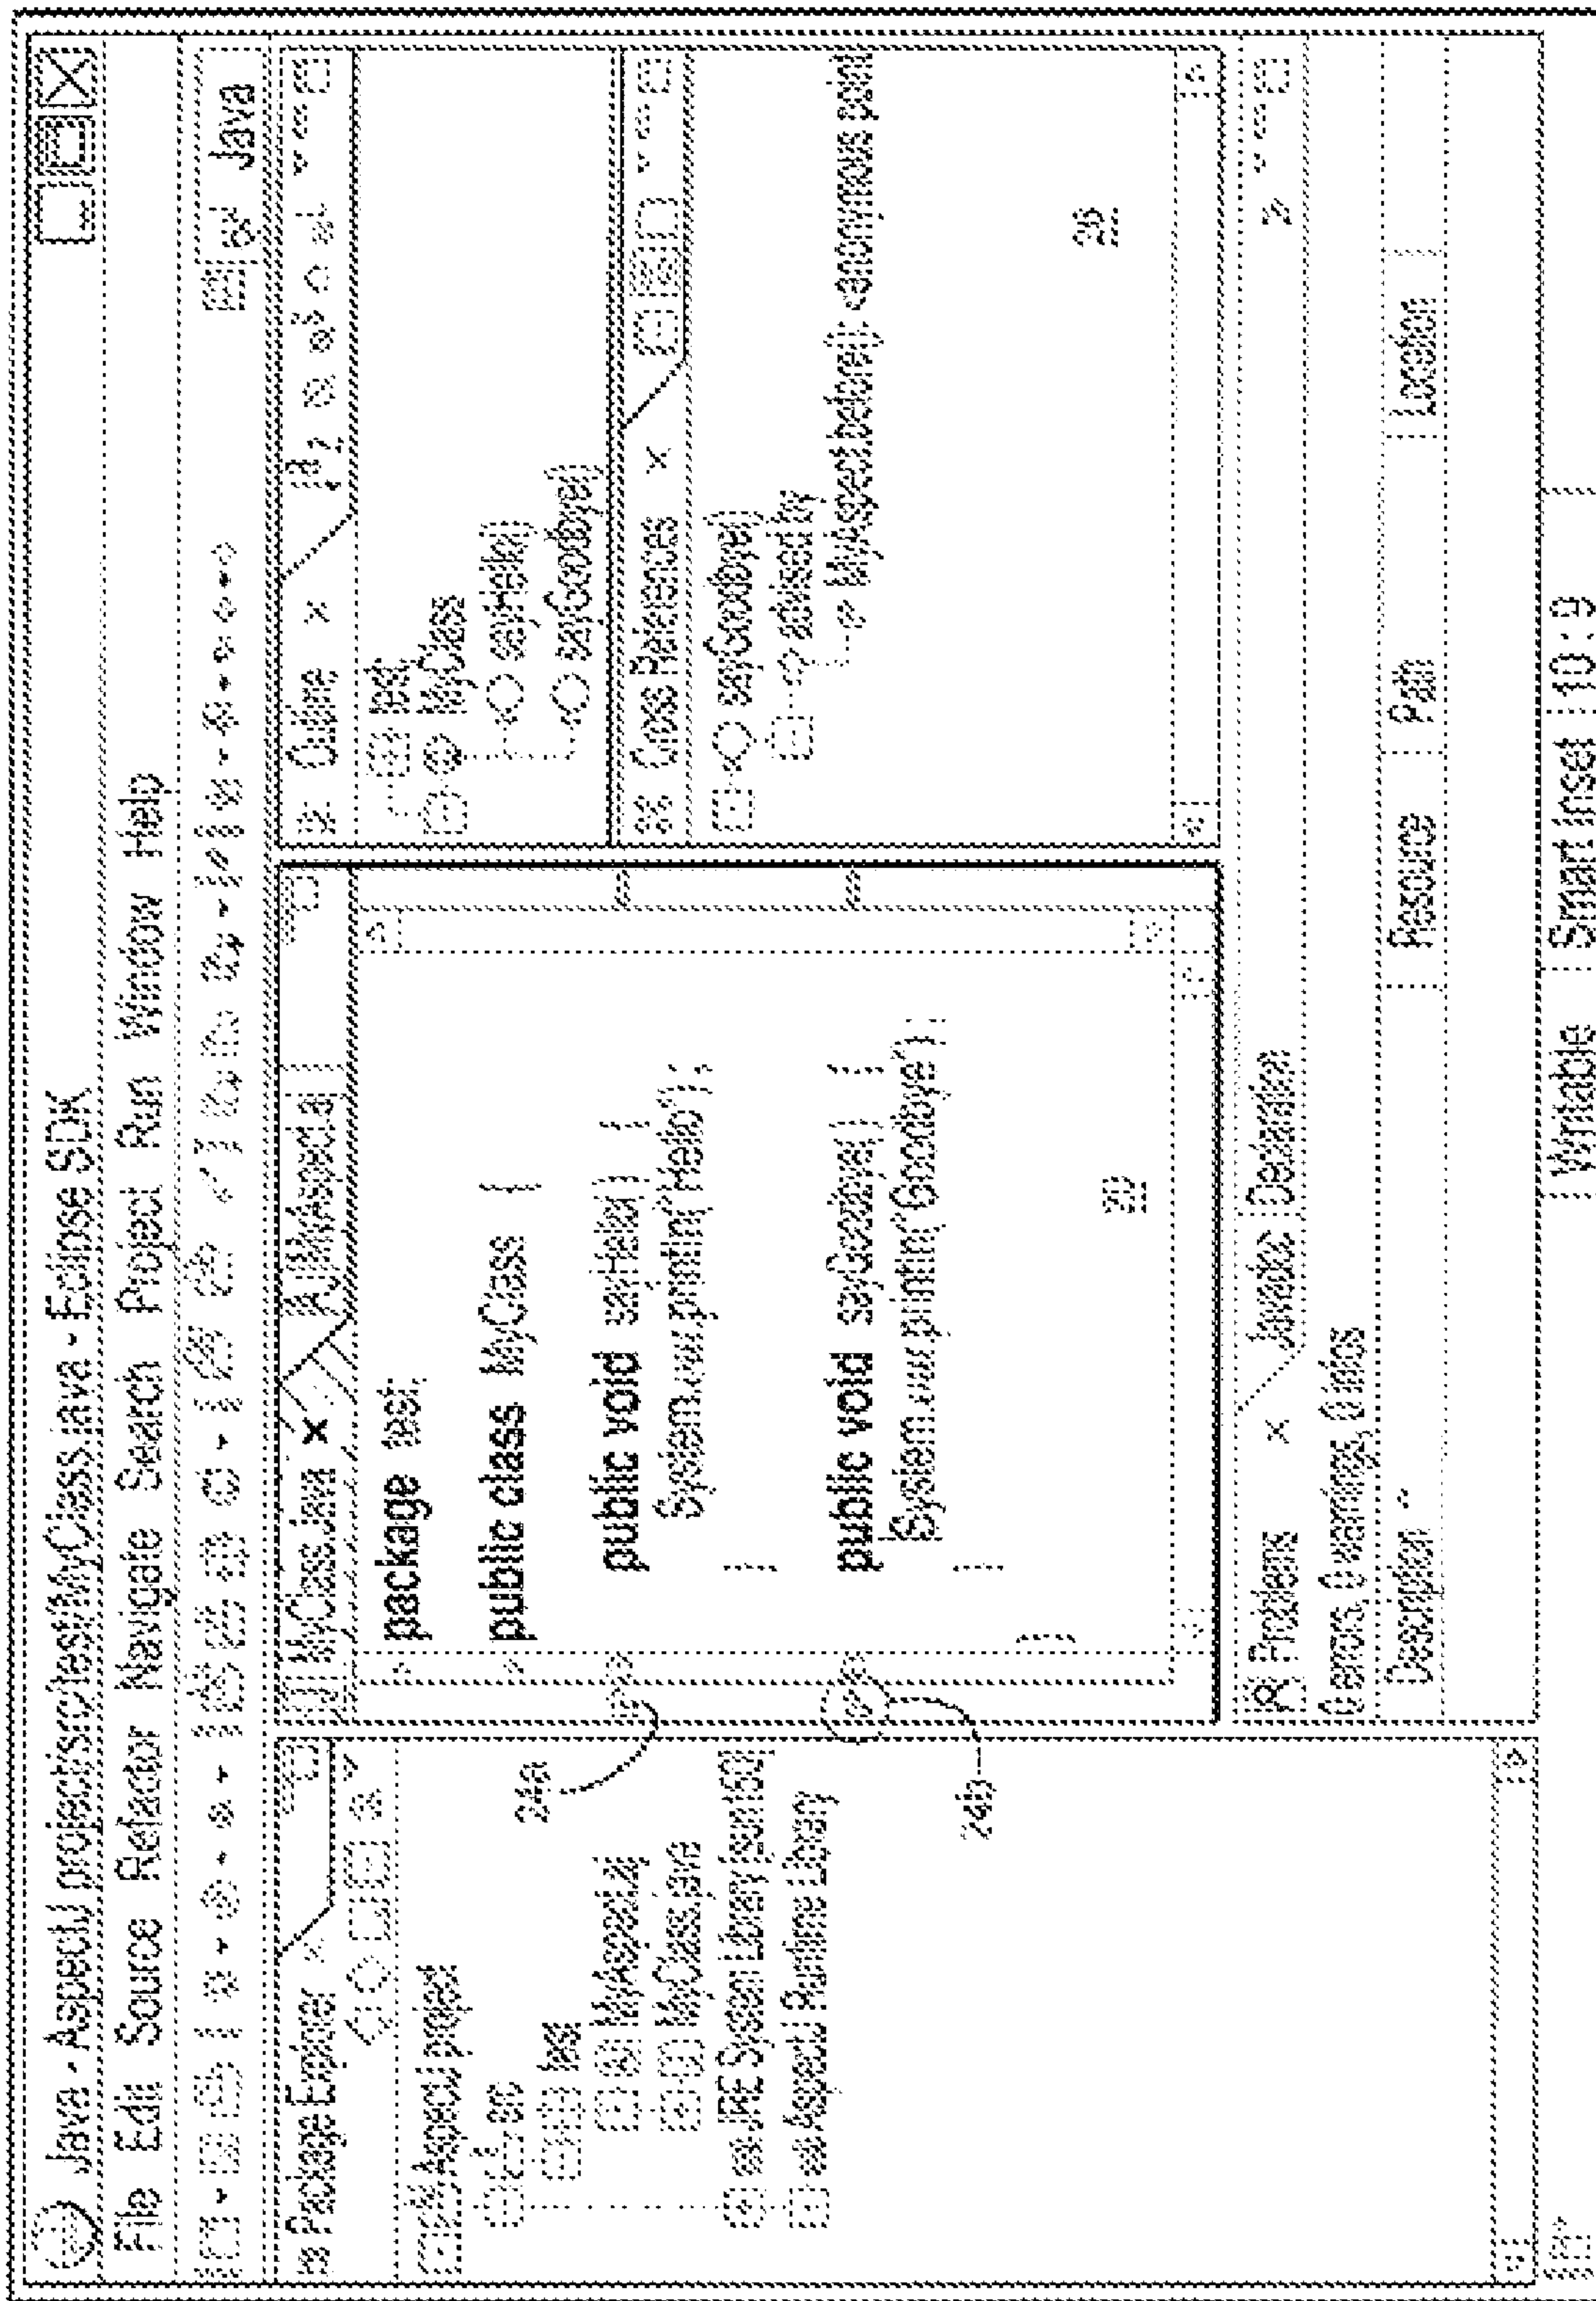 Java - AspectJ project/src/test/MyClass.java - Eclipse SDK
File Edit Source Refactor Navigate Search Project Run Window Help
Java
Package Explorer
AspectJ project
src
test
MyAspect.aj
MyClass.java
JRE System Library
AspectJ Runtime Library
24a
24b
MyClass.java MyAspect.aj
package test;
public class MyClass {
public void sayHello() {
System.out.println("Hello");
}
public void sayGoodbye() {
System.out.println("Goodbye");
}
}
20
Outline
test
MyClass
sayHello()
sayGoodbye()
Cross References
sayGoodbye()
advised by
MyAspect.before(): <anonymous point
26
Problems Javadoc Declaration
0 errors, 0 warnings, 0 infos
Description Resource Path Location
Writable Smart Insert 10 : 9